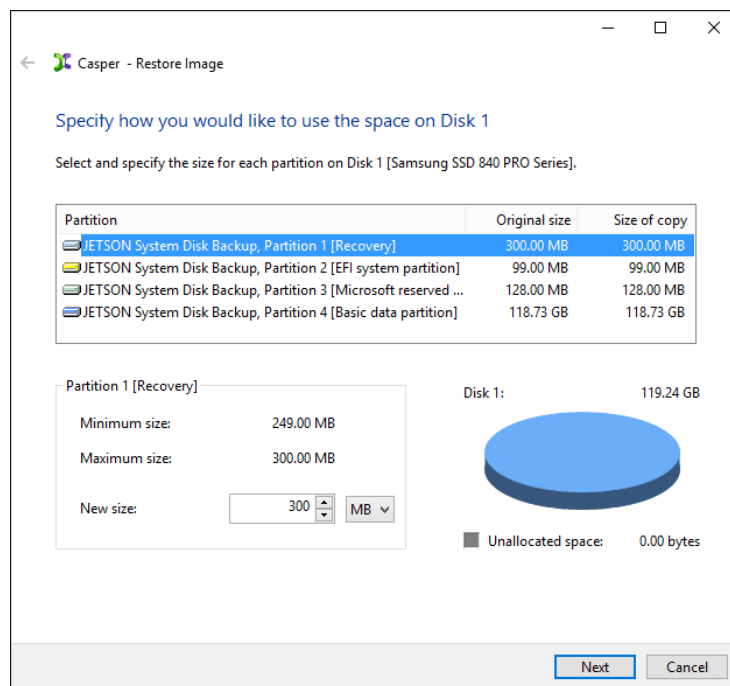 Casper - Restore Image
Specify how you would like to use the space on Disk 1
Select and specify the size for each partition on Disk 1 [Samsung SSD 840 PRO Series].
Partition Original size Size of copy
JETSON System Disk Backup, Partition 1 [Recovery] 300.00 MB 300.00 MB
JETSON System Disk Backup, Partition 2 [EFI system partition] 99.00 MB 99.00 MB
JETSON System Disk Backup, Partition 3 [Microsoft reserved ... 128.00 MB 128.00 MB
JETSON System Disk Backup, Partition 4 [Basic data partition] 118.73 GB 118.73 GB
Partition 1 [Recovery]
Disk 1: 119.24 GB
Minimum size: 249.00 MB
Maximum size: 300.00 MB
New size: 300 MB
Unallocated space: 0.00 bytes
Next Cancel